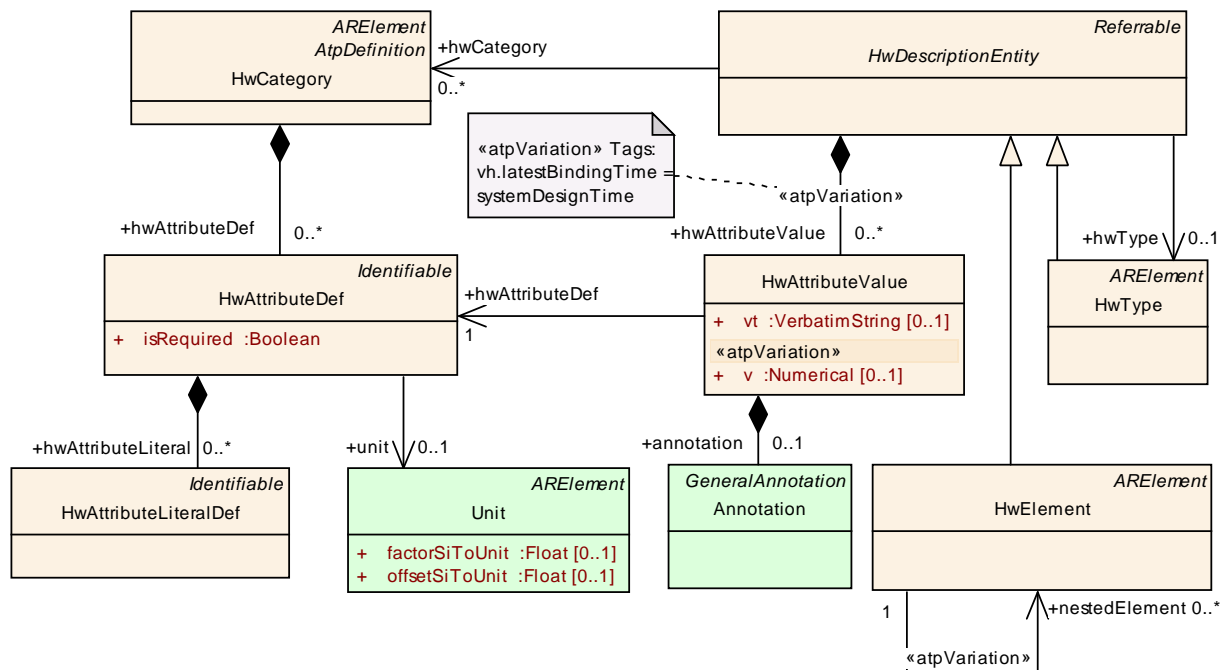 ARElement
AtpDefinition
HwCategory
+hwCategory
0..*
Referrable
HwDescriptionEntity
«atpVariation» Tags:
vh.latestBindingTime =
systemDesignTime
«atpVariation»
+hwAttributeDef
0..*
+hwAttributeValue
0..*
+hwType
0..1
Identifiable
HwAttributeDef
+ isRequired :Boolean
+hwAttributeDef
1
HwAttributeValue
+ vt :VerbatimString [0..1]
«atpVariation»
+ v :Numerical [0..1]
ARElement
HwType
+hwAttributeLiteral
0..*
+unit
0..1
+annotation
0..1
Identifiable
HwAttributeLiteralDef
ARElement
Unit
+ factorSiToUnit :Float [0..1]
+ offsetSiToUnit :Float [0..1]
GeneralAnnotation
Annotation
ARElement
HwElement
1
+nestedElement 0..*
«atpVariation»